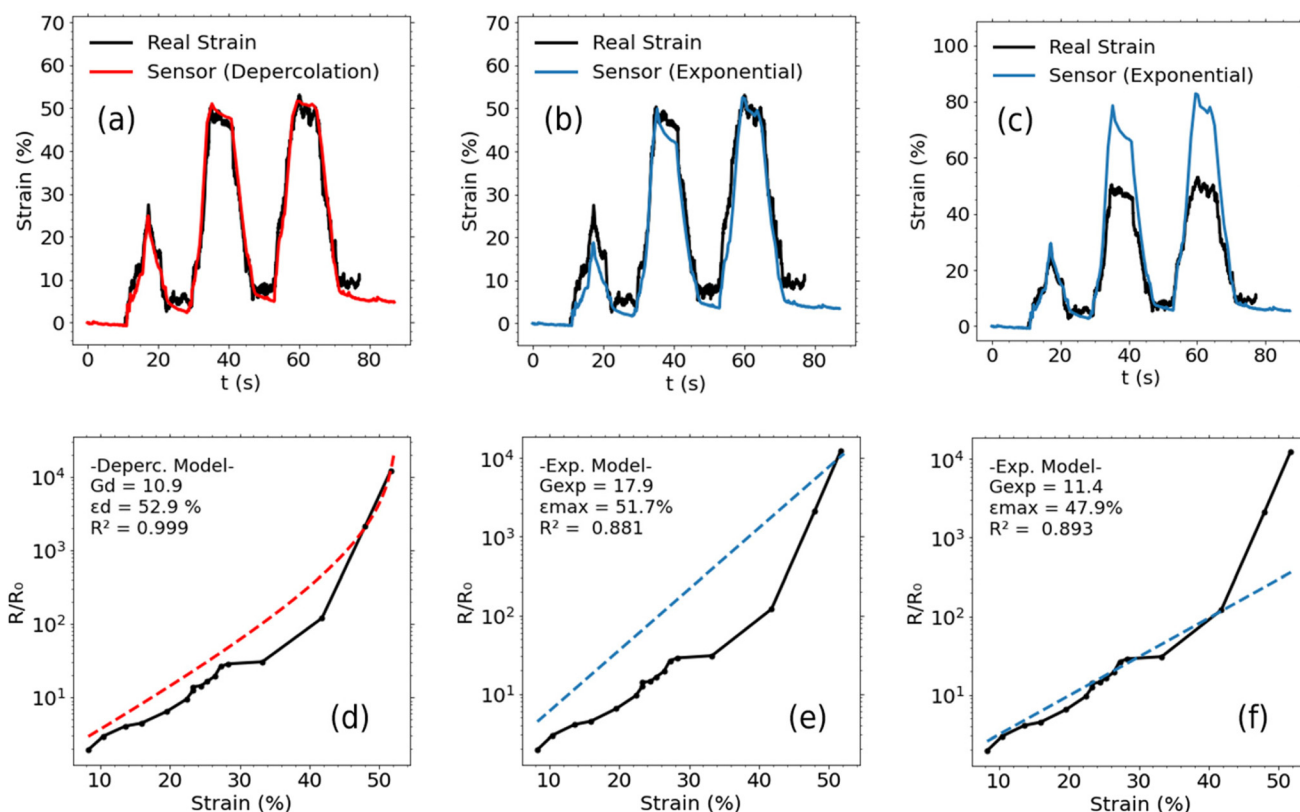 70
60
50
40
30
20
10
0
Strain (%)
Real Strain
Sensor (Depercolation)
(a)
0 20 40 60 80
t (s)
70
60
50
40
30
20
10
0
Strain (%)
Real Strain
Sensor (Exponential)
(b)
0 20 40 60 80
t (s)
100
80
60
40
20
0
Strain (%)
Real Strain
Sensor (Exponential)
(c)
0 20 40 60 80
t (s)
10⁴
10³
10²
10¹
R/R₀
-Deperc. Model-
Gd = 10.9
εd = 52.9 %
R² = 0.999
(d)
10 20 30 40 50
Strain (%)
10⁴
10³
10²
10¹
R/R₀
-Exp. Model-
Gexp = 17.9
εmax = 51.7%
R² = 0.881
(e)
10 20 30 40 50
Strain (%)
10⁴
10³
10²
10¹
R/R₀
-Exp. Model-
Gexp = 11.4
εmax = 47.9%
R² = 0.893
(f)
10 20 30 40 50
Strain (%)